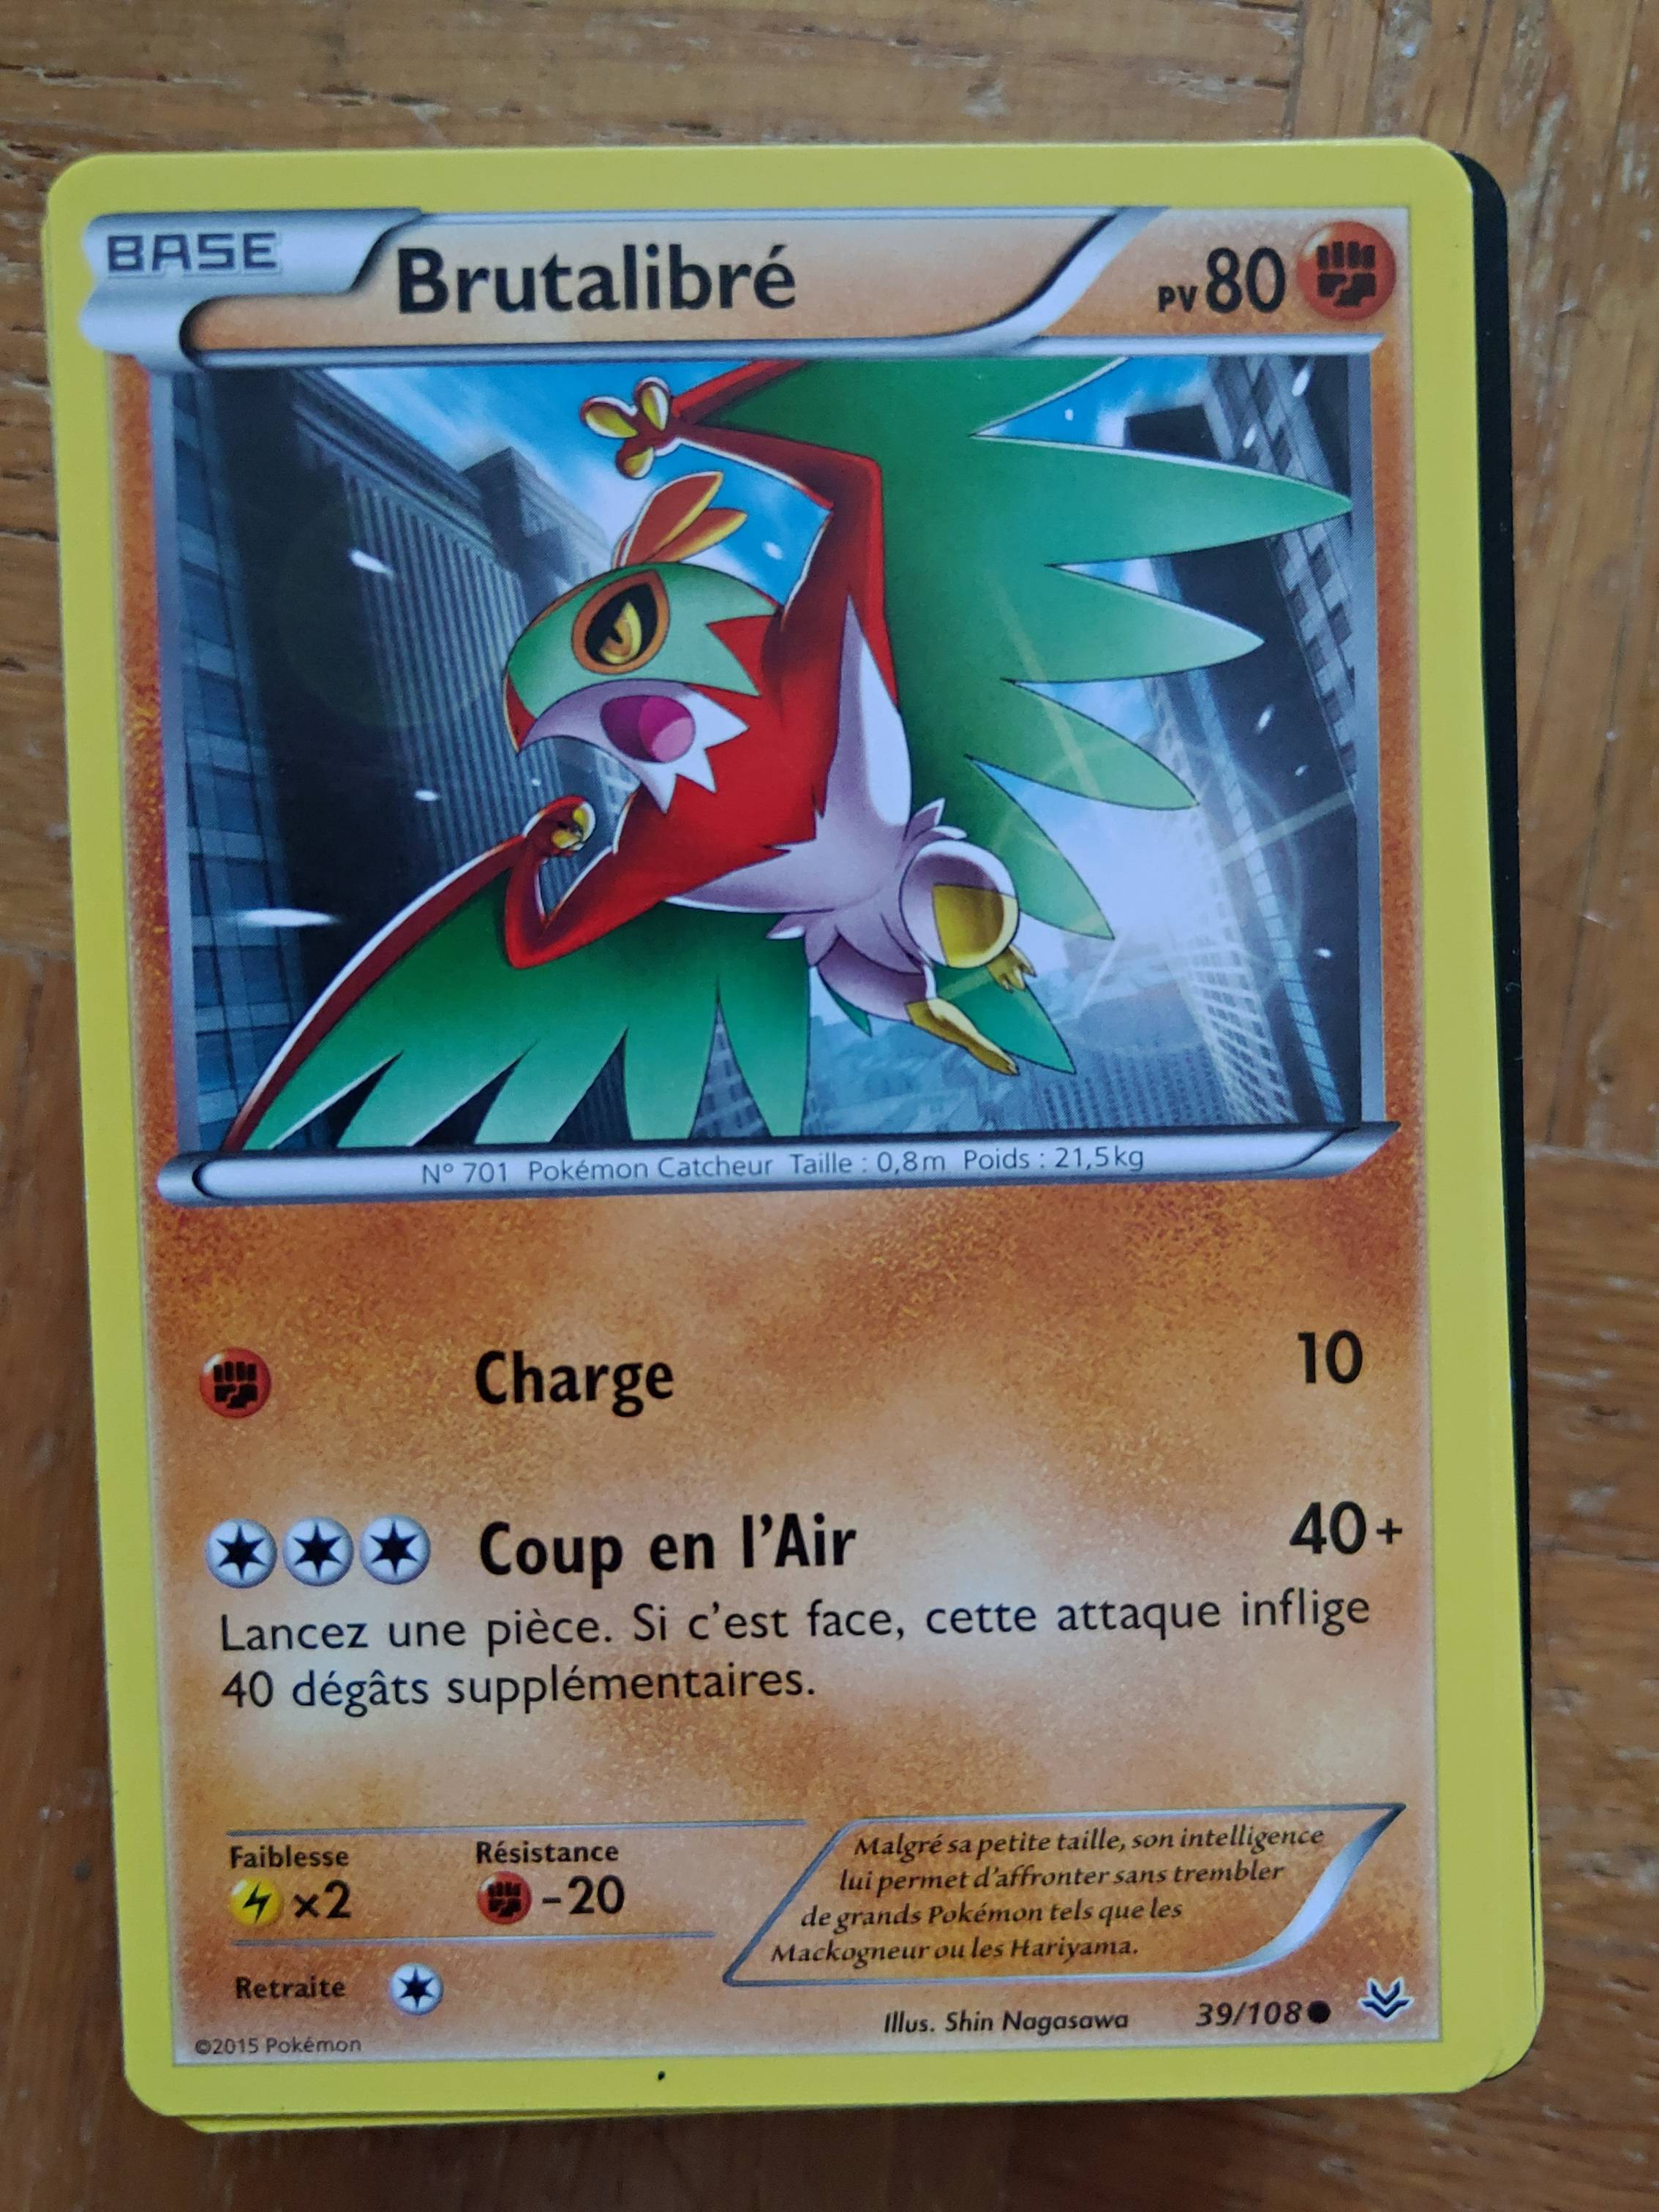 BASE
Brutalibré
PV 80
N° 701 Pokémon Catcheur Taille : 0,8m Poids : 21,5kg
Charge 10
Coup en l'Air 40+
Lancez une pièce. Si c'est face, cette attaque inflige
40 dégâts supplémentaires.
Faiblesse
×2
Résistance
-20
Retraite
Malgré sa petite taille, son intelligence
lui permet d'affronter sans trembler
de grands Pokémon tels que les
Mackogneur ou les Hariyama.
Illus. Shin Nagasawa
39/108
©2015 Pokémon